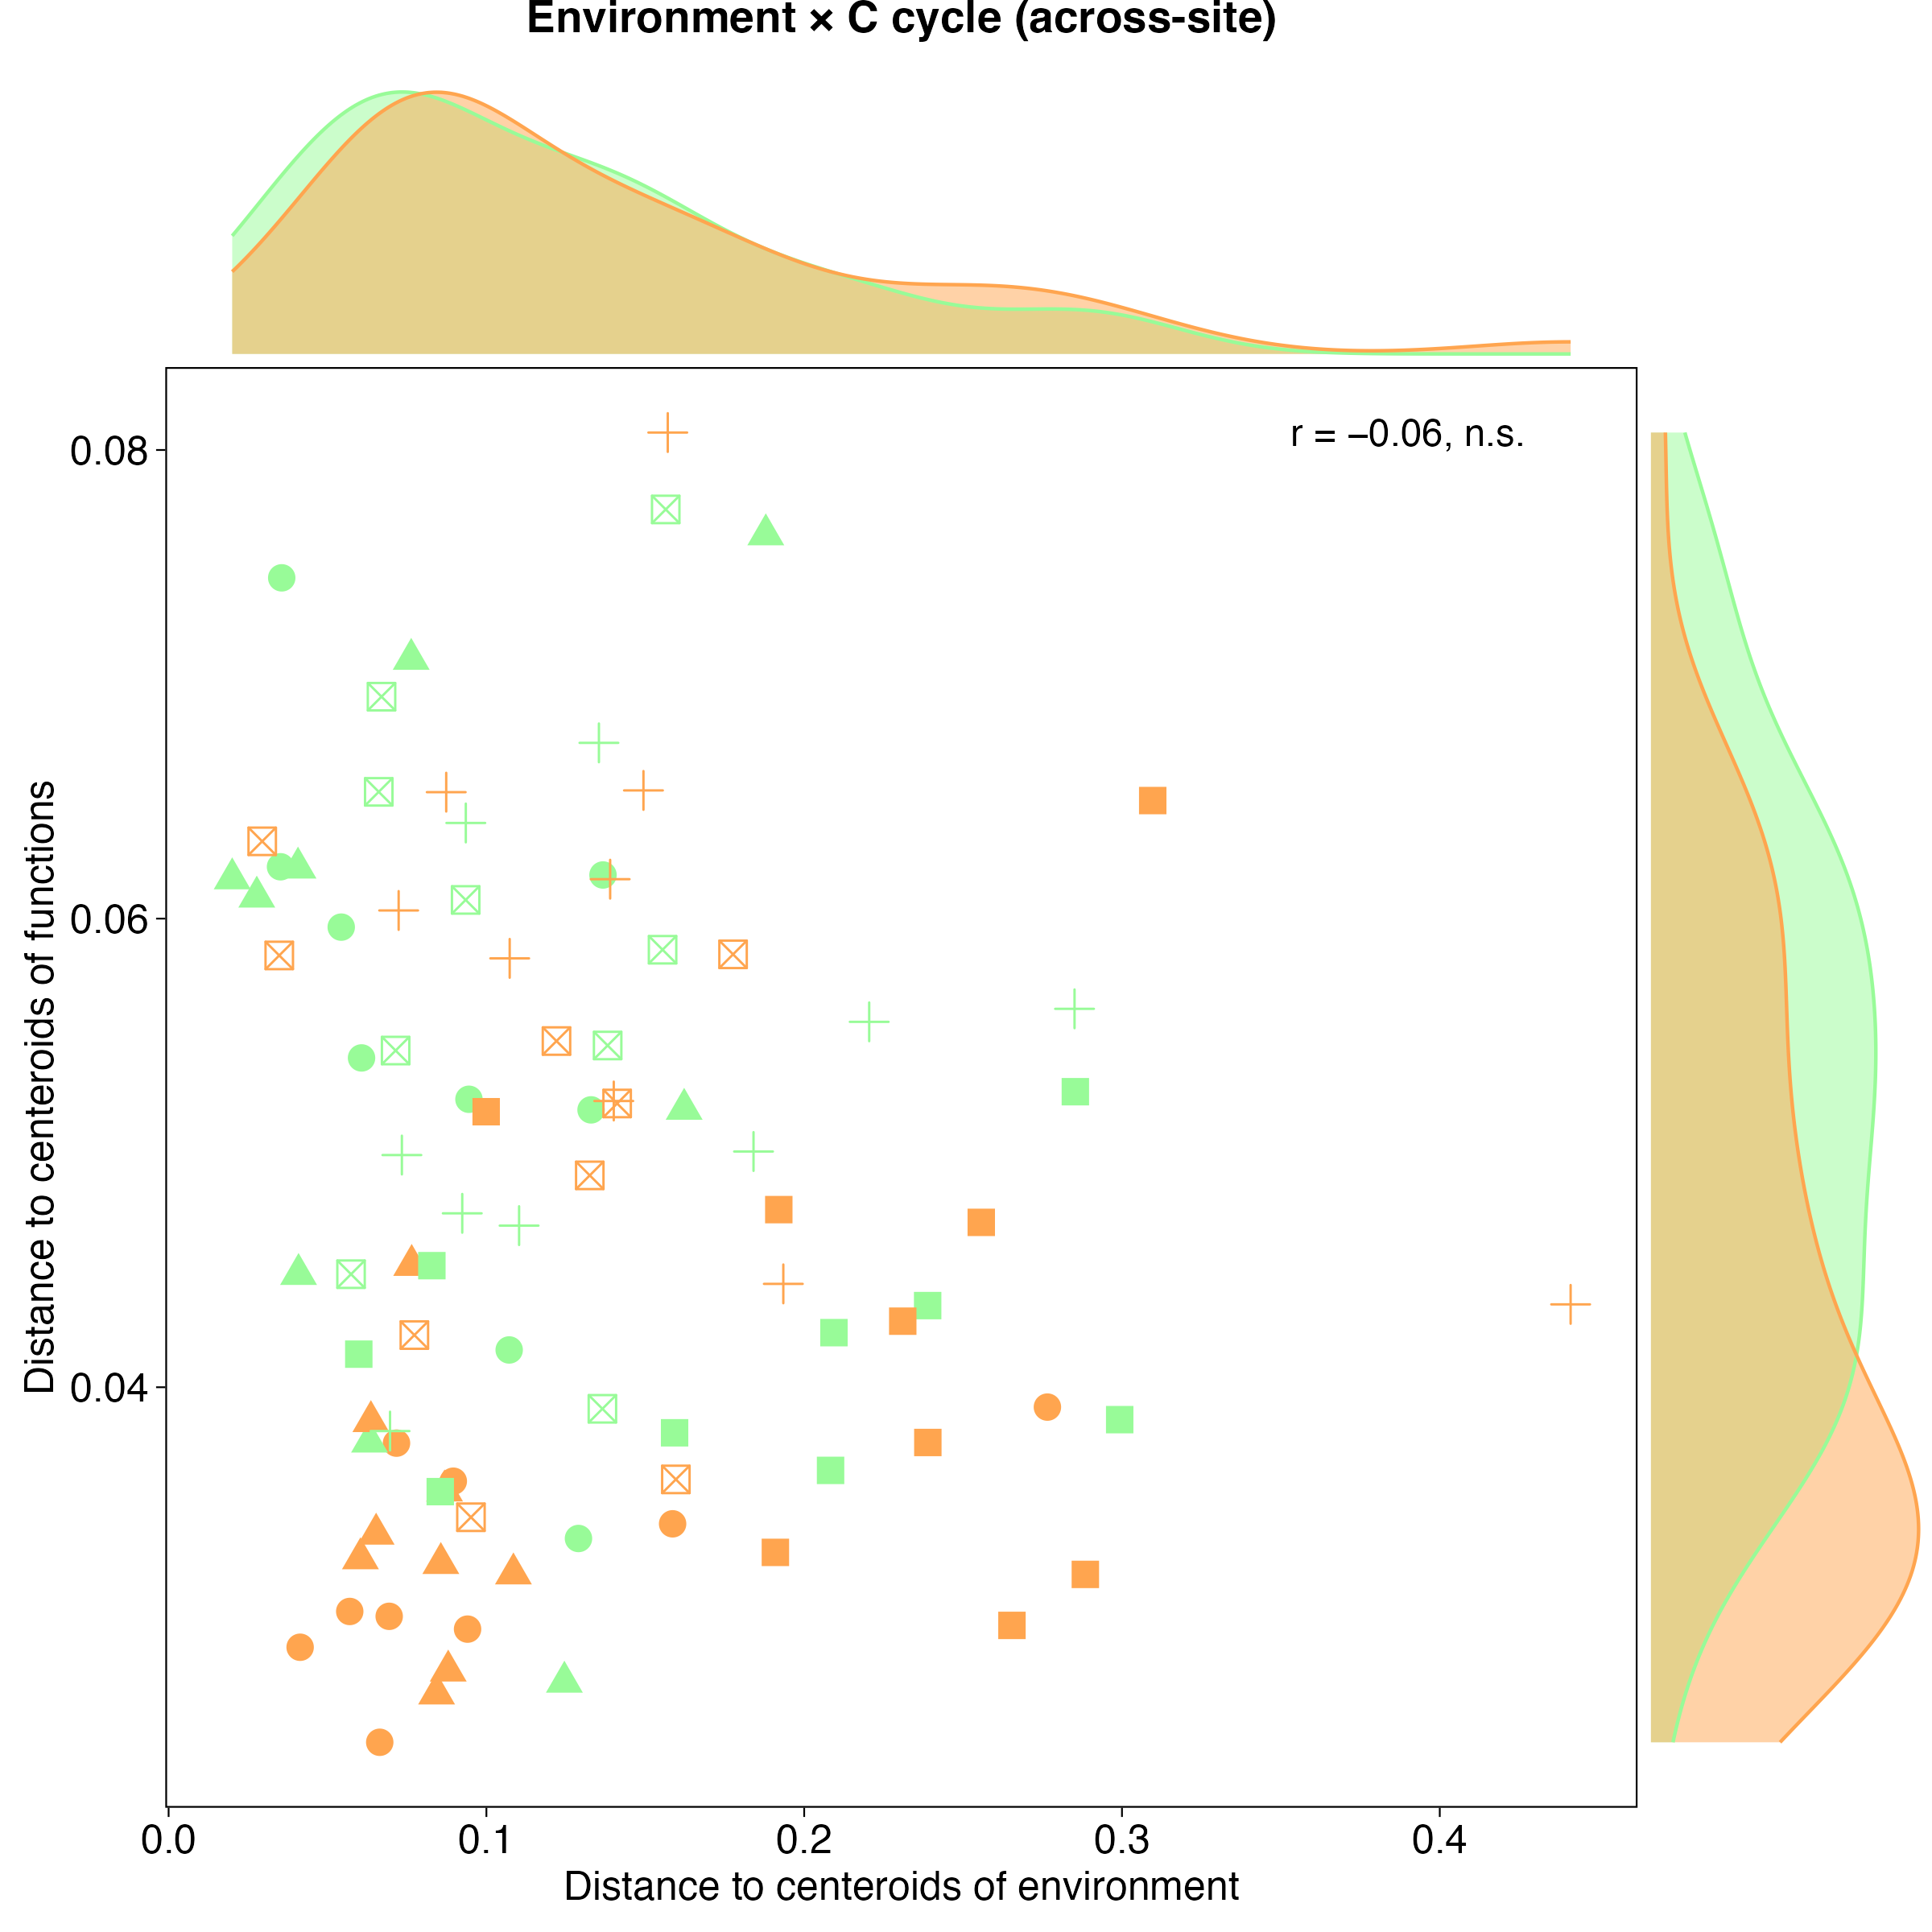 Environment × C cycle (across-site)
r = −0.06, n.s.
0.08
0.06
0.04
Distance to centeroids of functions
0.0 0.1 0.2 0.3 0.4
Distance to centeroids of environment